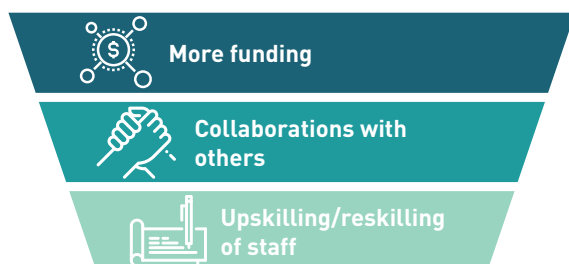 $
More funding
Collaborations with
others
Upskilling/reskilling
of staff